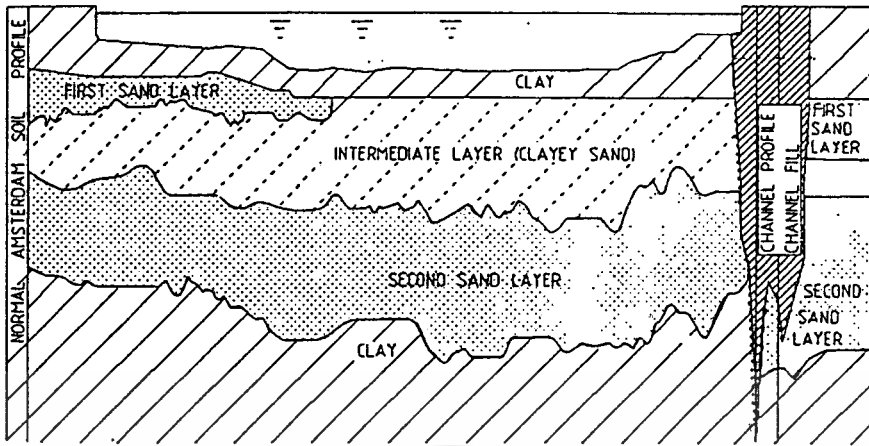 NORMAL AMSTERDAM SOIL PROFILE
CLAY
FIRST SAND LAYER
INTERMEDIATE LAYER (CLAYEY SAND)
SECOND SAND LAYER
CLAY
CHANNEL PROFILE
CHANNEL FILL
FIRST
SAND
LAYER
SECOND
SAND
LAYER